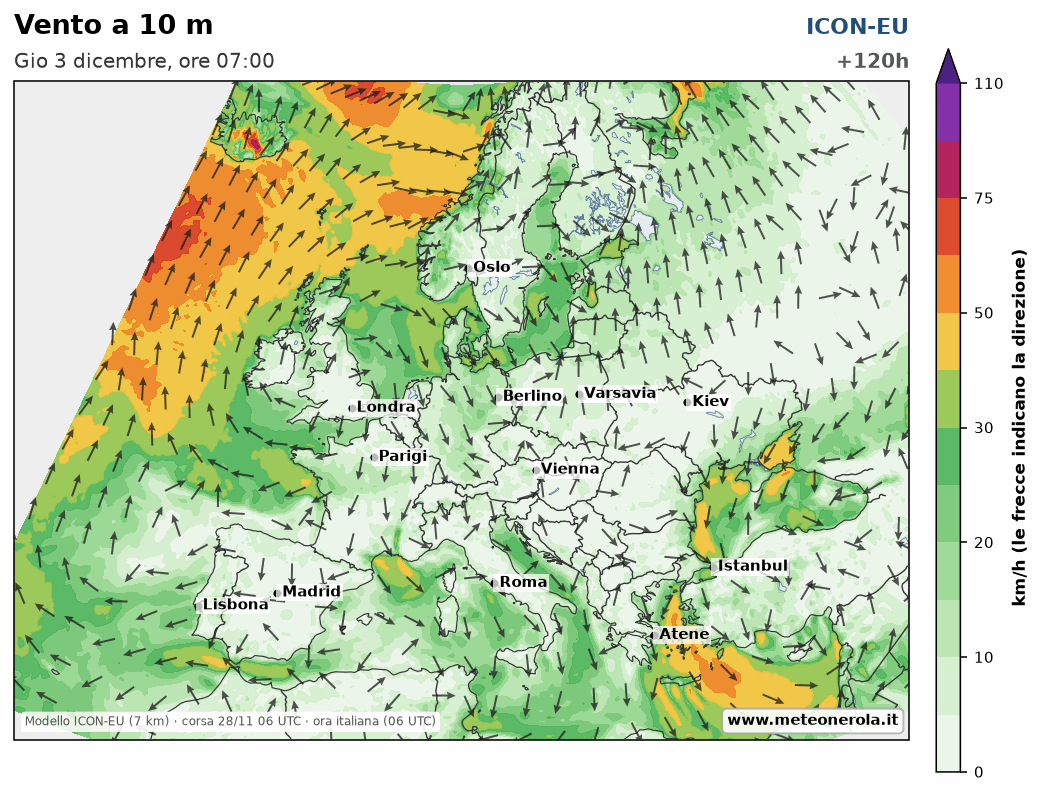 Vento a 10 m
ICON-EU
Gio 3 dicembre, ore 07:00
+120h
110
75
50
30
20
10
0
km/h (le frecce indicano la direzione)
Oslo
Berlino
Varsavia
Kiev
Londra
Parigi
Vienna
Istanbul
Roma
Madrid
Lisbona
Atene
Modello ICON-EU (7 km) · corsa 28/11 06 UTC · ora italiana (06 UTC)
www.meteonerola.it